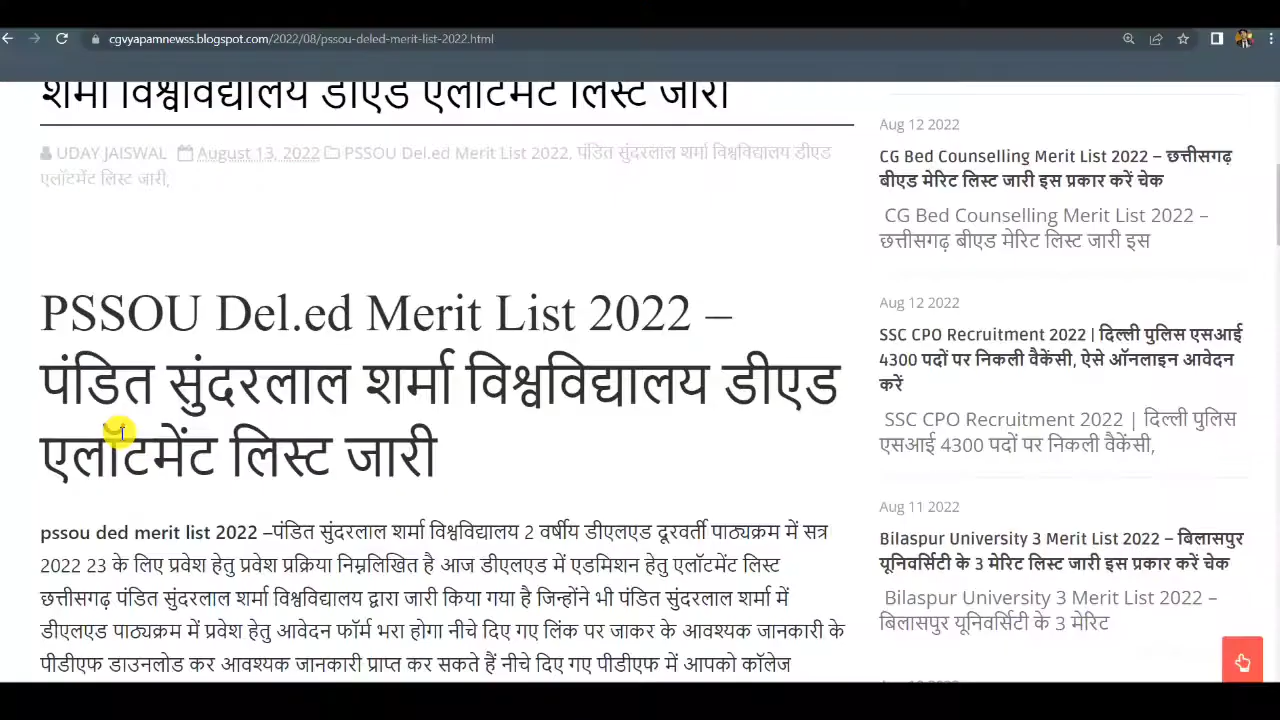 cgvyapamnewss.blogspot.com/2022/08/pssou-deled-merit-list-2022.html
शर्मा विश्वविद्यालय डीएड एलॉटमेंट लिस्ट जारी
UDAY JAISWAL August 13, 2022 PSSOU Del.ed Merit List 2022, पंडित सुंदरलाल शर्मा विश्वविद्यालय डीएड
एलॉटमेंट लिस्ट जारी,
PSSOU Del.ed Merit List 2022 –
पंडित सुंदरलाल शर्मा विश्वविद्यालय डीएड
एलॉटमेंट लिस्ट जारी
pssou ded merit list 2022 –पंडित सुंदरलाल शर्मा विश्वविद्यालय 2 वर्षीय डीएलएड दूरवर्ती पाठ्यक्रम में सत्र
2022 23 के लिए प्रवेश हेतु प्रवेश प्रक्रिया निम्नलिखित है आज डीएलएड में एडमिशन हेतु एलॉटमेंट लिस्ट
छत्तीसगढ़ पंडित सुंदरलाल शर्मा विश्वविद्यालय द्वारा जारी किया गया है जिन्होंने भी पंडित सुंदरलाल शर्मा में
डीएलएड पाठ्यक्रम में प्रवेश हेतु आवेदन फॉर्म भरा होगा नीचे दिए गए लिंक पर जाकर के आवश्यक जानकारी के
पीडीएफ डाउनलोड कर आवश्यक जानकारी प्राप्त कर सकते हैं नीचे दिए गए पीडीएफ में आपको कॉलेज
Aug 12 2022
CG Bed Counselling Merit List 2022 – छत्तीसगढ़
बीएड मेरिट लिस्ट जारी इस प्रकार करें चेक
CG Bed Counselling Merit List 2022 –
छत्तीसगढ़ बीएड मेरिट लिस्ट जारी इस
Aug 12 2022
SSC CPO Recruitment 2022 | दिल्ली पुलिस एसआई
4300 पदों पर निकली वैकेंसी, ऐसे ऑनलाइन आवेदन
करें
SSC CPO Recruitment 2022 | दिल्ली पुलिस
एसआई 4300 पदों पर निकली वैकेंसी,
Aug 11 2022
Bilaspur University 3 Merit List 2022 – बिलासपुर
यूनिवर्सिटी के 3 मेरिट लिस्ट जारी इस प्रकार करें चेक
Bilaspur University 3 Merit List 2022 –
बिलासपुर यूनिवर्सिटी के 3 मेरिट